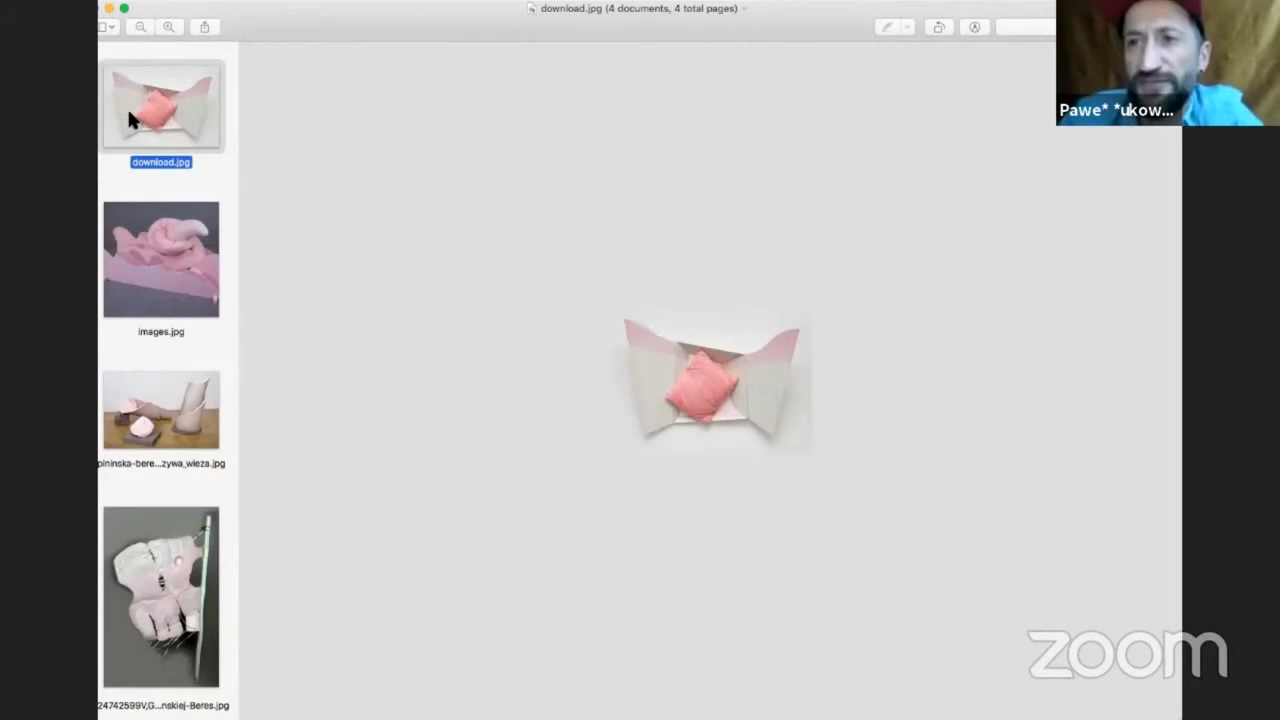 download.jpg (4 documents, 4 total pages)
Pawe* *ukow...
download.jpg
images.jpg
pininska-bere...zywa_wieza.jpg
24742599V,G...nskiej-Beres.jpg
zoom